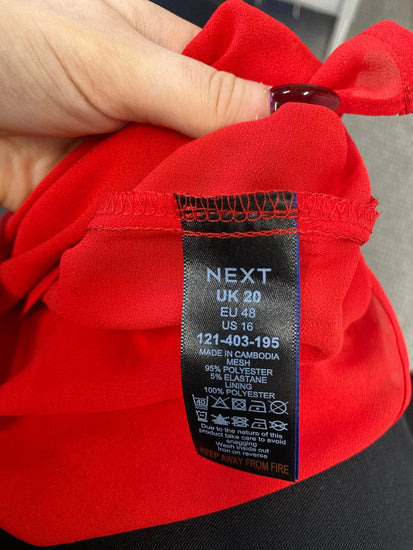 NEXT
UK 20
EU 48
US 16
121-403-195
MADE IN CAMBODIA
MESH
95% POLYESTER
5% ELASTANE
LINING
100% POLYESTER
40
Due to the nature of this
product take care to avoid
snagging
Wash inside out
Iron on reverse
KEEP AWAY FROM FIRE